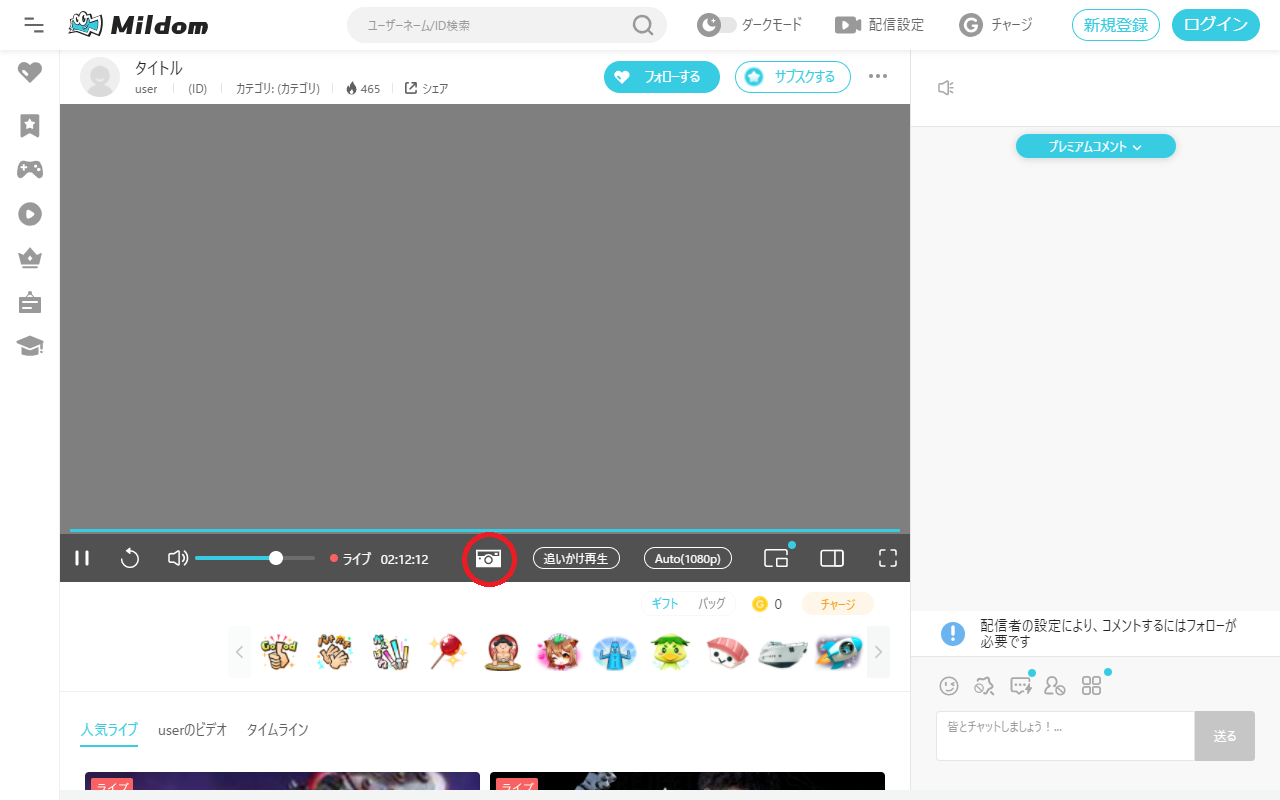 Mildom
ユーザーネーム/ID検索
ダークモード
配信設定
チャージ
新規登録
ログイン
タイトル
user
(ID)
カテゴリ: (カテゴリ)
465
シェア
フォローする
サブスクする
プレミアムコメント
ライブ 02:12:12
追いかけ再生
Auto(1080p)
ギフト
バッグ
G 0
チャージ
Good
配信者の設定により、コメントするにはフォローが
必要です
皆とチャットしましょう！...
送る
人気ライブ
userのビデオ
タイムライン
ライブ
ライブ